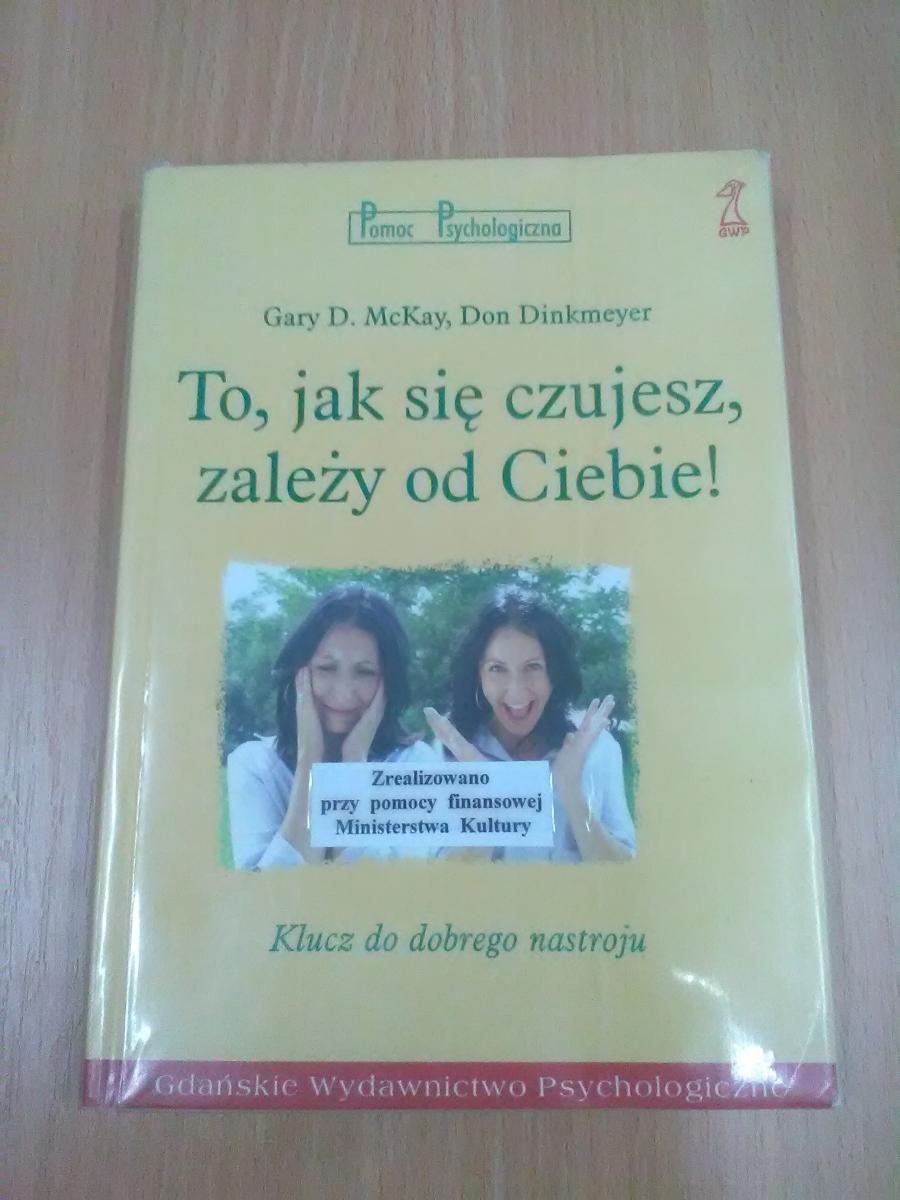 Pomoc Psychologiczna
GWP
Gary D. McKay, Don Dinkmeyer
To, jak się czujesz,
zależy od Ciebie!
Zrealizowano
przy pomocy finansowej
Ministerstwa Kultury
Klucz do dobrego nastroju
Gdańskie Wydawnictwo Psychologiczne